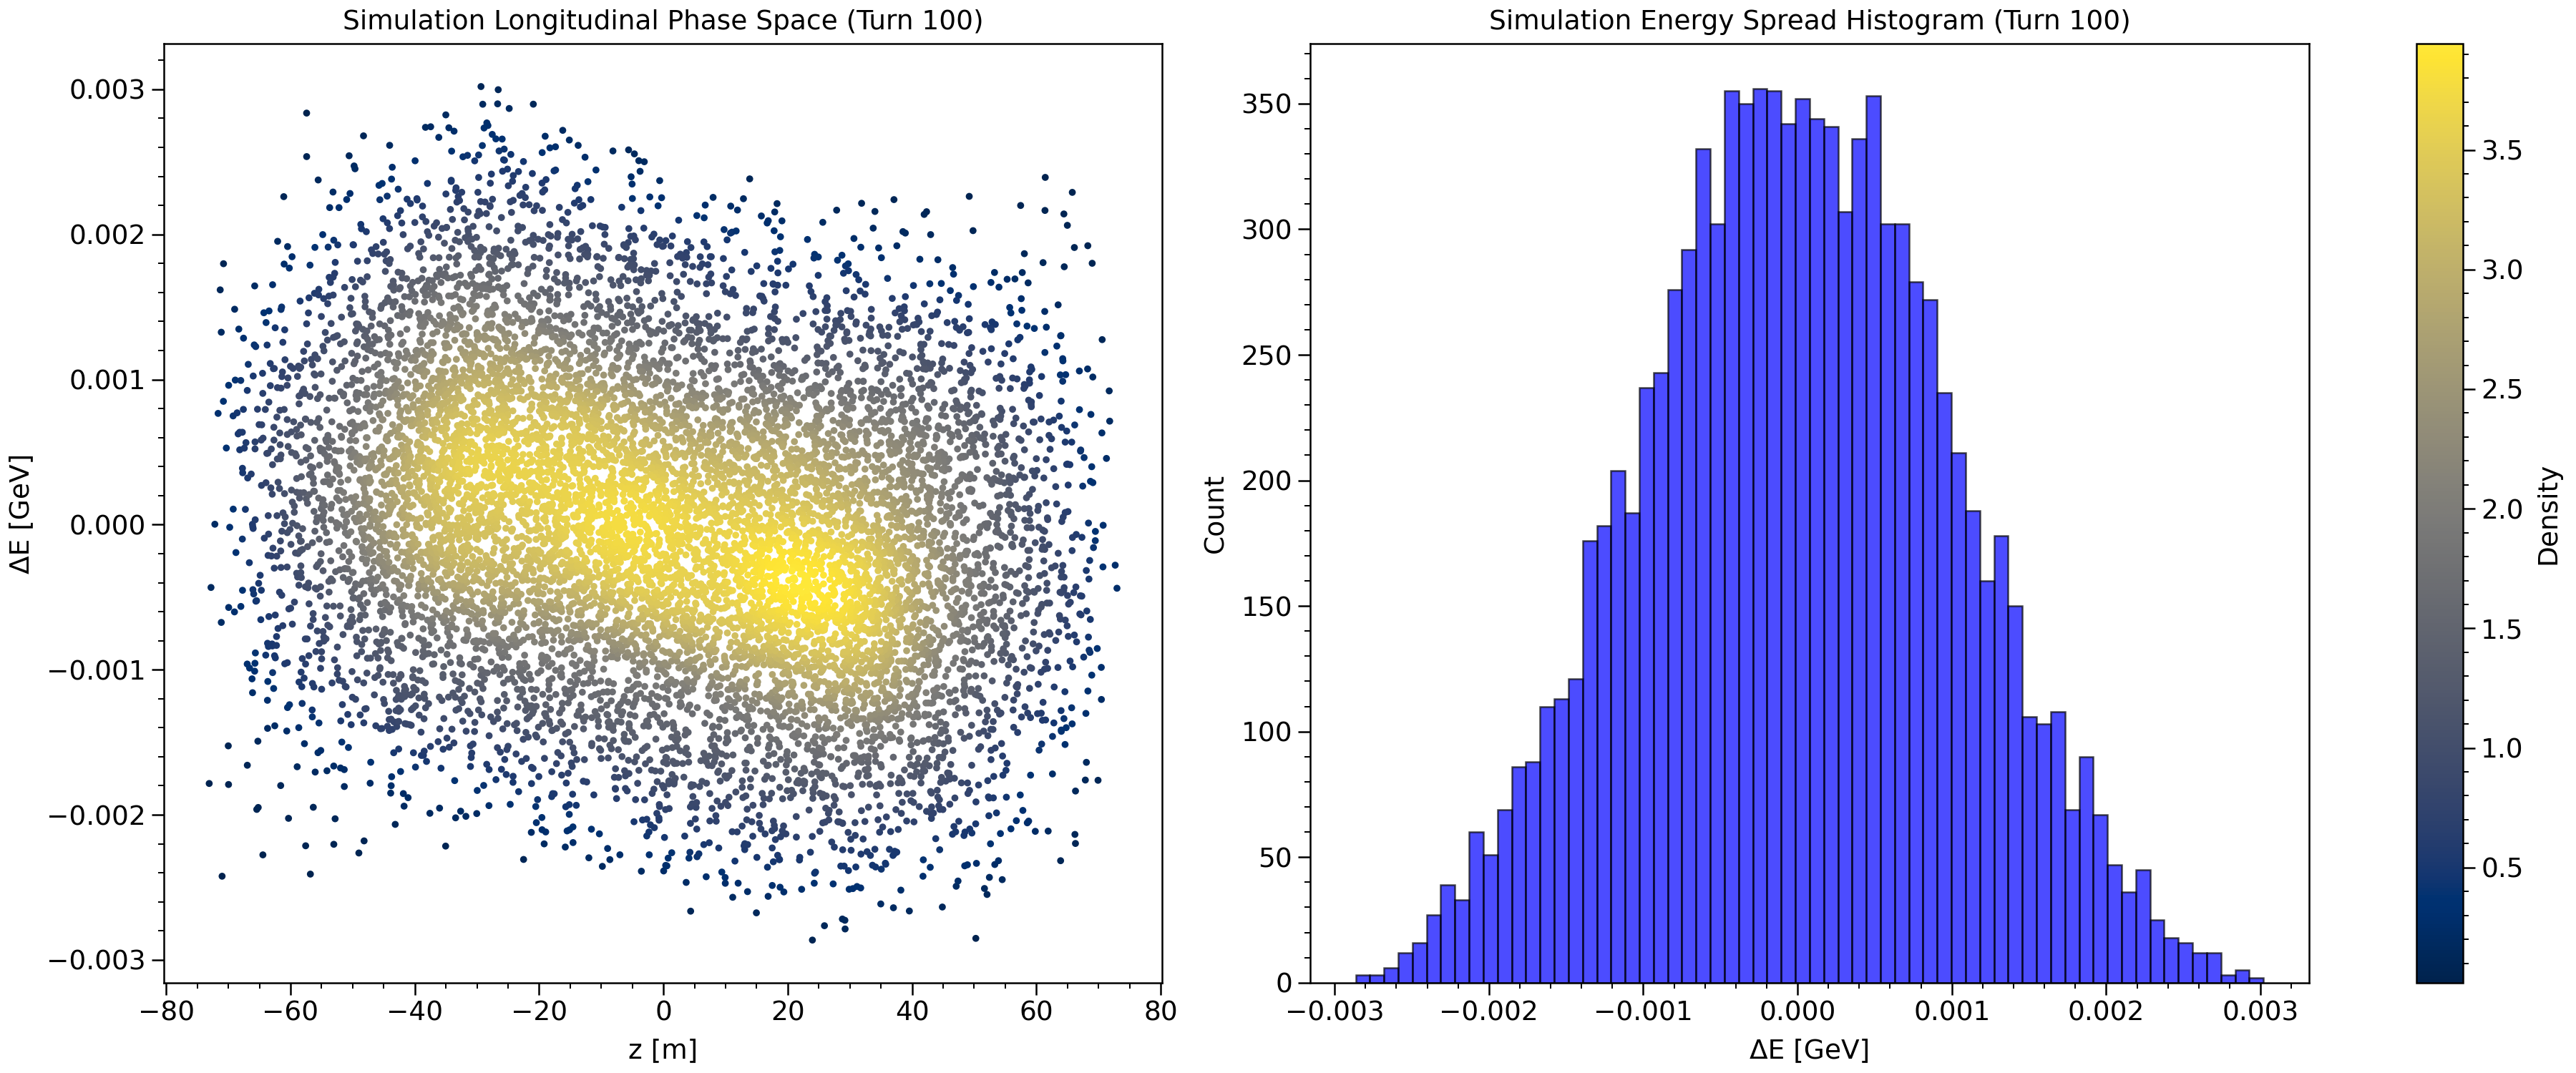 Simulation Longitudinal Phase Space (Turn 100)
0.003
0.002
0.001
0.000
−0.001
−0.002
−0.003
ΔE [GeV]
−80 −60 −40 −20 0 20 40 60 80
z [m]
Simulation Energy Spread Histogram (Turn 100)
350
300
250
200
150
100
50
0
Count
−0.003 −0.002 −0.001 0.000 0.001 0.002 0.003
ΔE [GeV]
3.5
3.0
2.5
2.0
1.5
1.0
0.5
Density